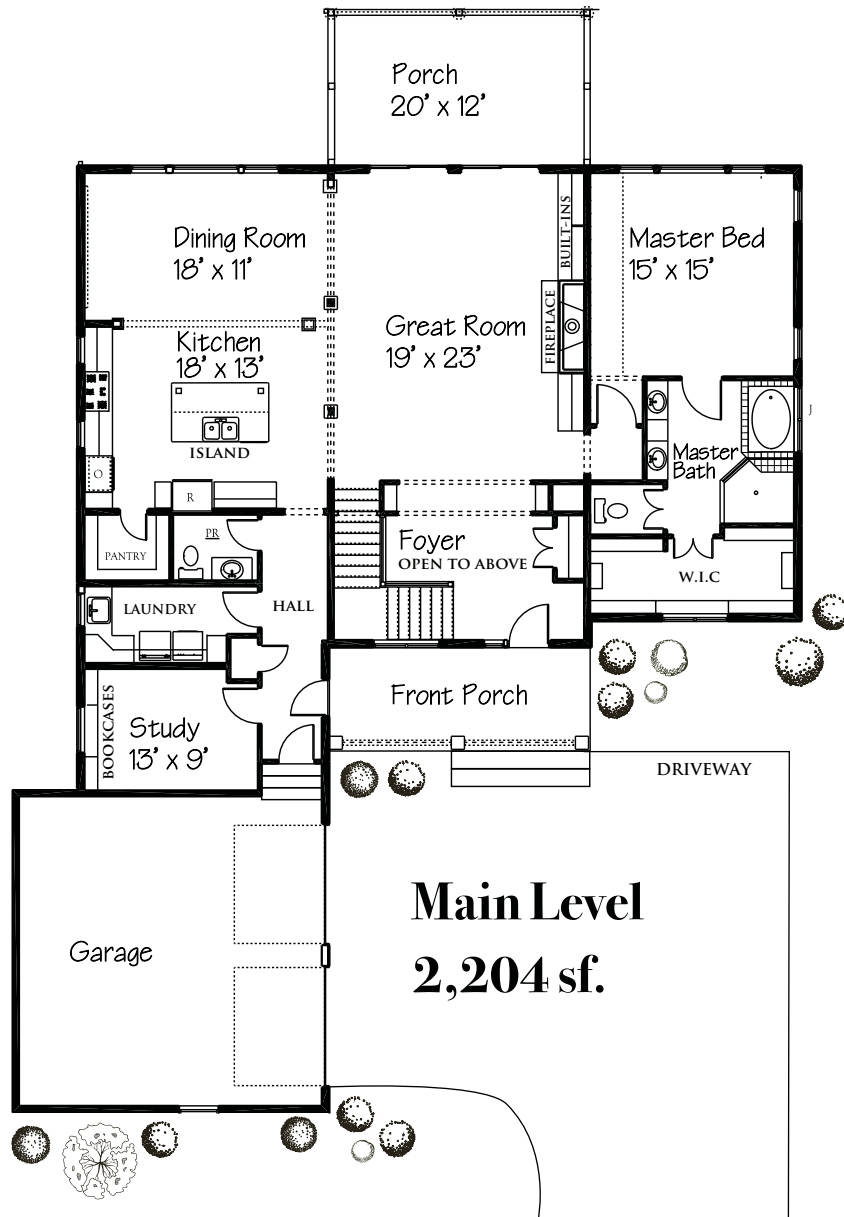 Porch
20' x 12'
Dining Room
18' x 11'
BUILT-INS
Master Bed
15' x 15'
Great Room
19' x 23'
FIREPLACE
Kitchen
18' x 13'
ISLAND
J
Master
Bath
O
R
PR
PANTRY
Foyer
OPEN TO ABOVE
W.I.C
LAUNDRY
HALL
BOOKCASES
Study
13' x 9'
Front Porch
DRIVEWAY
Main Level
2,204 sf.
Garage